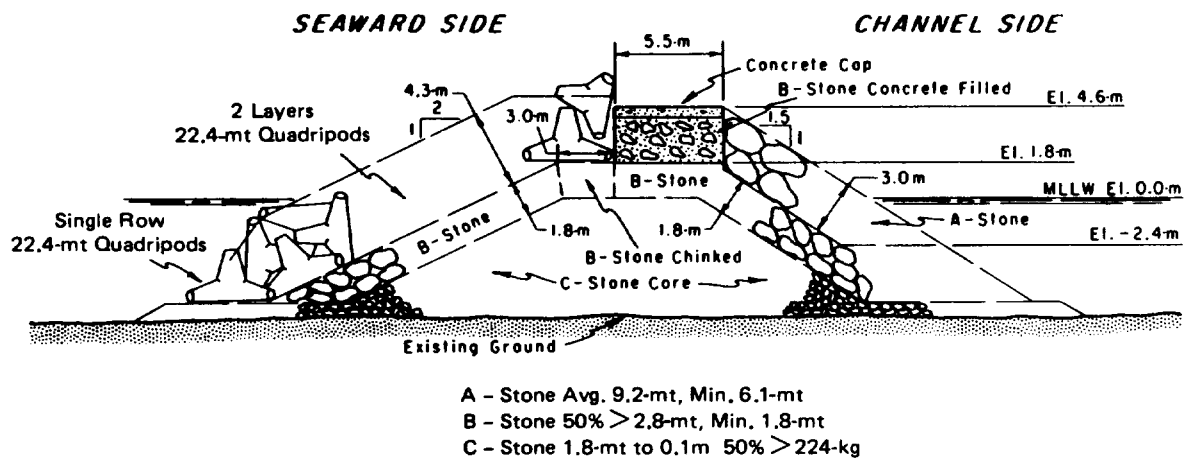 SEAWARD SIDE
CHANNEL SIDE
5.5-m
Concrete Cap
B-Stone Concrete Filled
4.3-m
2
1
3.0-m
El. 4.6-m
1.5
1
2 Layers
22.4-mt Quadripods
El. 1.8-m
B-Stone
3.0-m
MLLW El. 0.0-m
A-Stone
Single Row
22.4-mt Quadripods
B-Stone
1.8-m
1.8-m
El. -2.4-m
B-Stone Chinked
C-Stone Core
Existing Ground
A - Stone Avg. 9.2-mt, Min. 6.1-mt
B - Stone 50% > 2.8-mt, Min. 1.8-mt
C - Stone 1.8-mt to 0.1m 50% > 224-kg